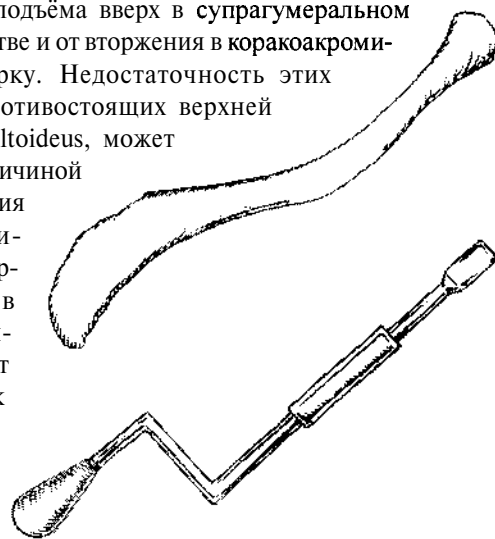 подъёма вверх в супрагумеральном
тве и от вторжения в коракоакроми-
рку. Недостаточность этих
отивостоящих верхней
ltoideus, может
ичиной
ия
и-
р-
в
и-
т
к